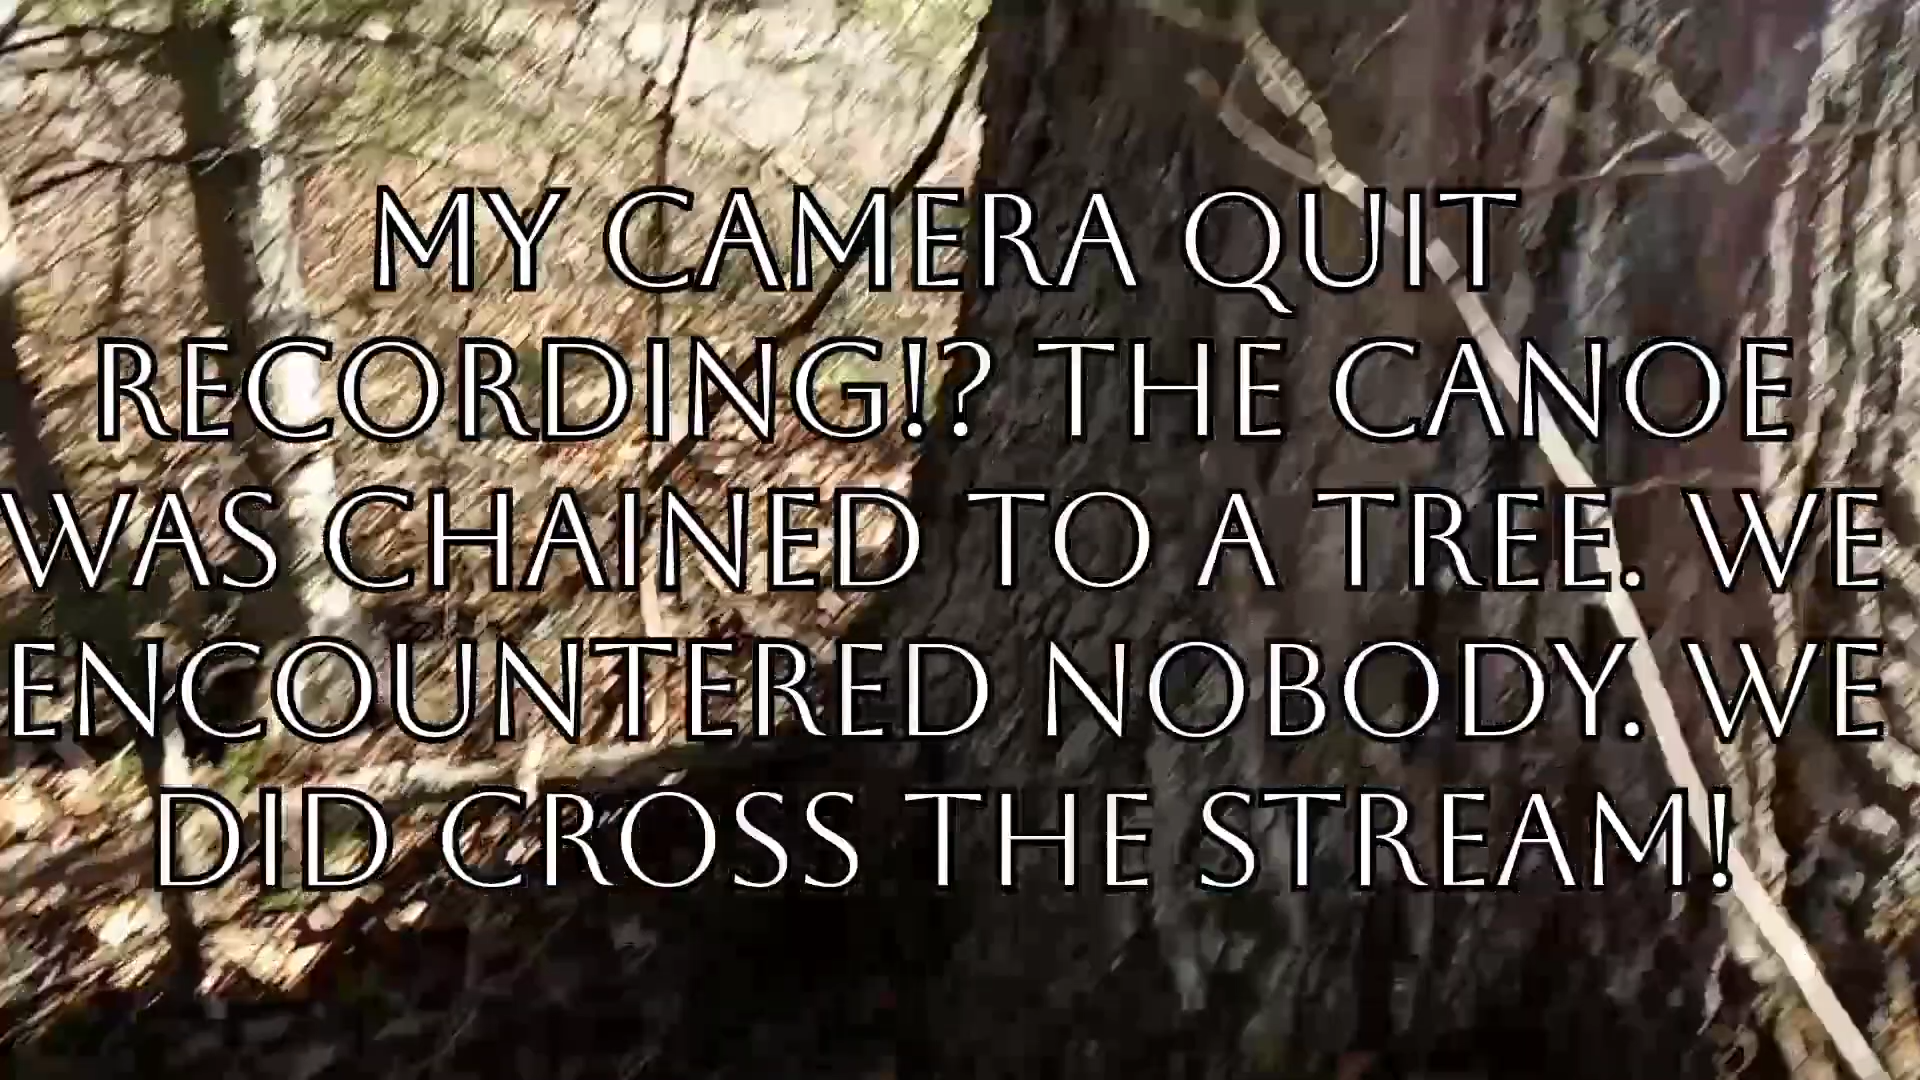 MY CAMERA QUIT
RECORDING!? THE CANOE
WAS CHAINED TO A TREE. WE
ENCOUNTERED NOBODY. WE
DID CROSS THE STREAM!